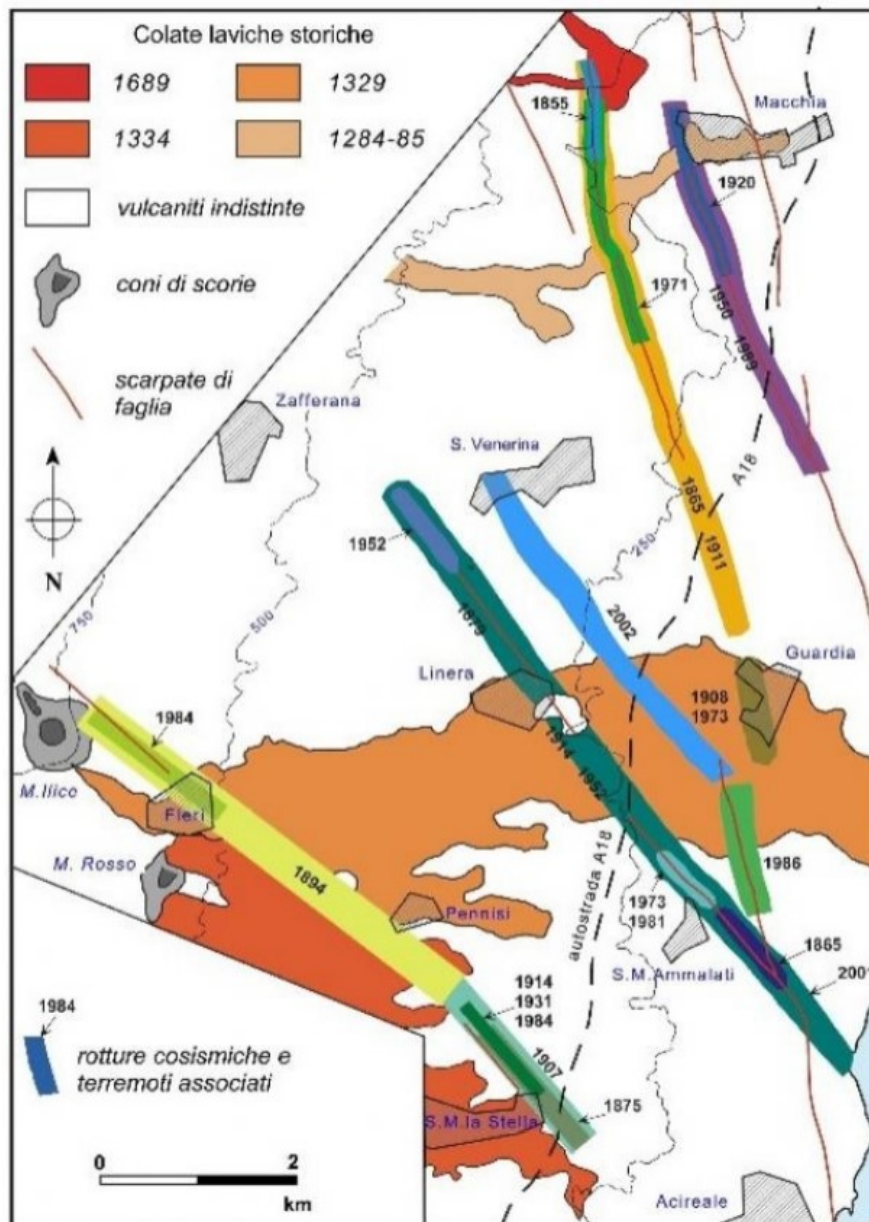 Colate laviche storiche
1689
1329
1334
1284-85
vulcaniti indistinte
coni di scorie
scarpate di
faglia
N
1984
rotture cosismiche e
terremoti associati
0
2
km
1855
Macchia
1920
1971
1950
1989
Zafferana
S. Venerina
A18
1865
1911
250
1952
750
500
1879
2002
Linera
Guardia
1908
1973
1984
1914
1952
M.Ilice
Fleri
M. Rosso
1894
1986
Pennisi
autostrada A18
1973
1981
1865
S.M.Ammalati
2001
1914
1931
1984
1907
1875
S.M.la Stella
Acireale